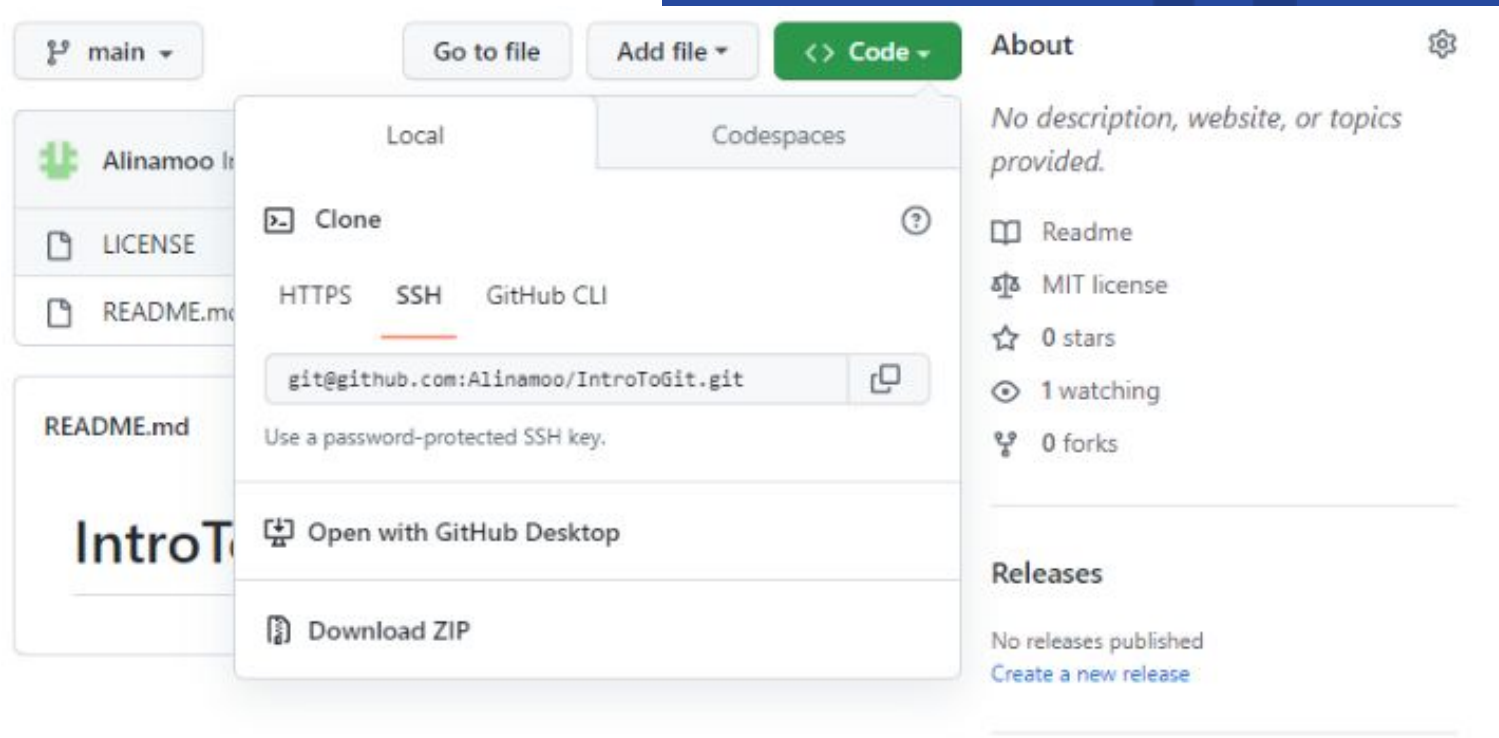 main
Go to file
Add file
<> Code
About
No description, website, or topics
provided.
Local
Codespaces
Alinamoo
Clone
LICENSE
Readme
HTTPS
SSH
GitHub CLI
MIT license
README.m
0 stars
git@github.com:Alinamoo/IntroToGit.git
1 watching
README.md
Use a password-protected SSH key.
0 forks
IntroT
Open with GitHub Desktop
Releases
Download ZIP
No releases published
Create a new release